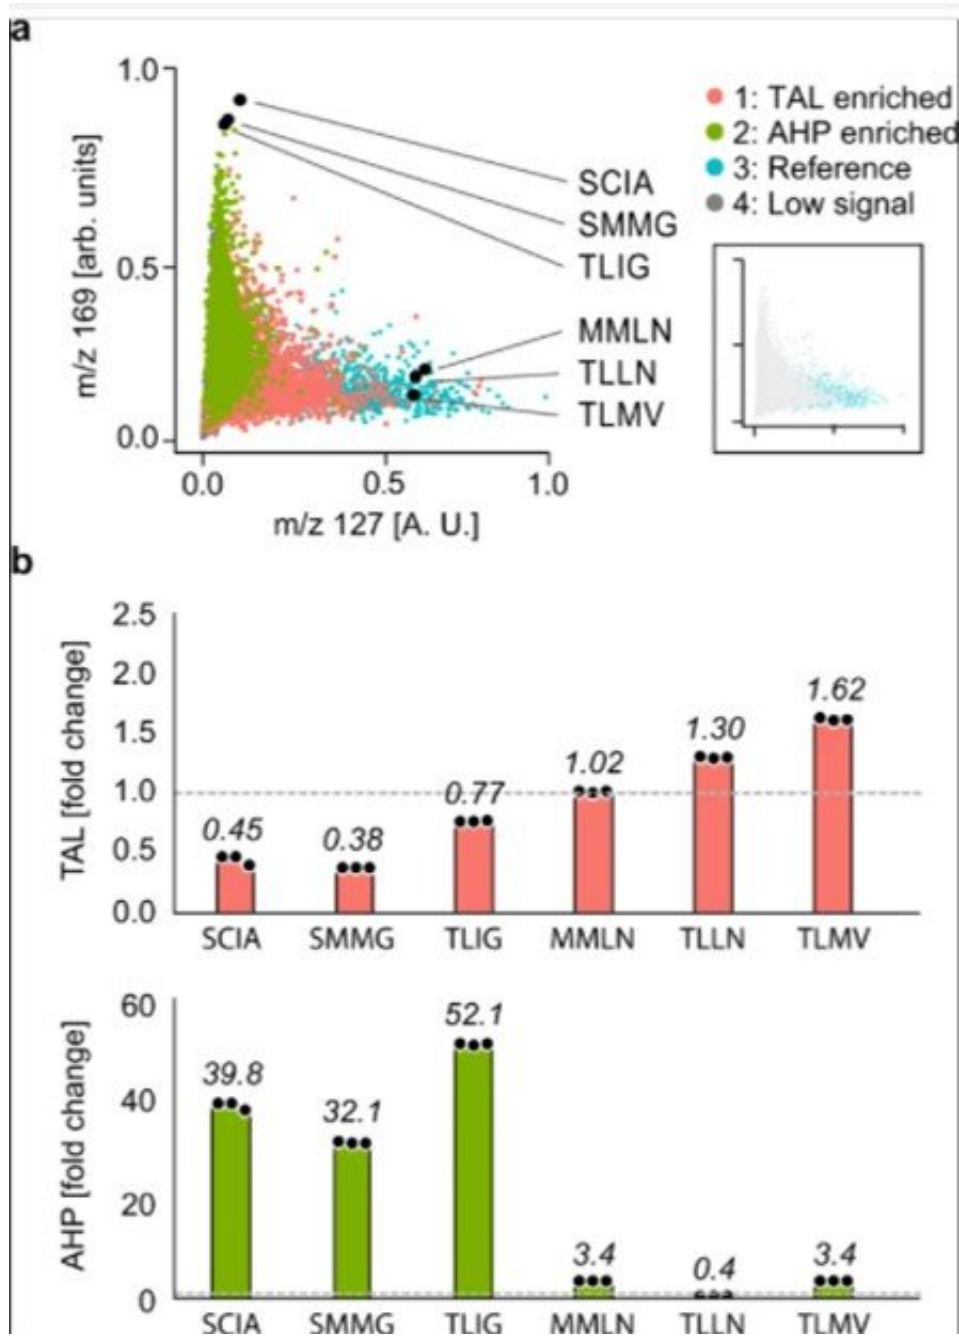 a
1.0
0.5
0.0
m/z 169 [arb. units]
0.0 0.5 1.0
m/z 127 [A. U.]
SCIA
SMMG
TLIG
MMLN
TLLN
TLMV
1: TAL enriched
2: AHP enriched
3: Reference
4: Low signal
b
TAL [fold change]
2.5
2.0
1.5
1.0
0.5
0.0
0.45
0.38
0.77
1.02
1.30
1.62
SCIA SMMG TLIG MMLN TLLN TLMV
AHP [fold change]
60
40
20
0
39.8
32.1
52.1
3.4
0.4
3.4
SCIA SMMG TLIG MMLN TLLN TLMV